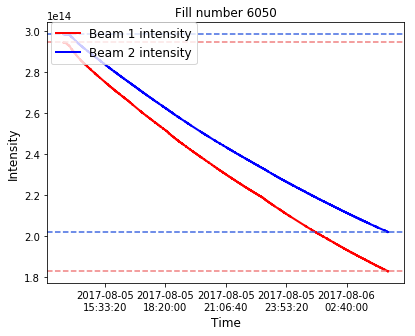 Fill number 6050
1e14
Beam 1 intensity
Beam 2 intensity
3.0
2.8
2.6
2.4
2.2
2.0
1.8
Intensity
2017-08-05
15:33:20
2017-08-05
18:20:00
2017-08-05
21:06:40
2017-08-05
23:53:20
2017-08-06
02:40:00
Time